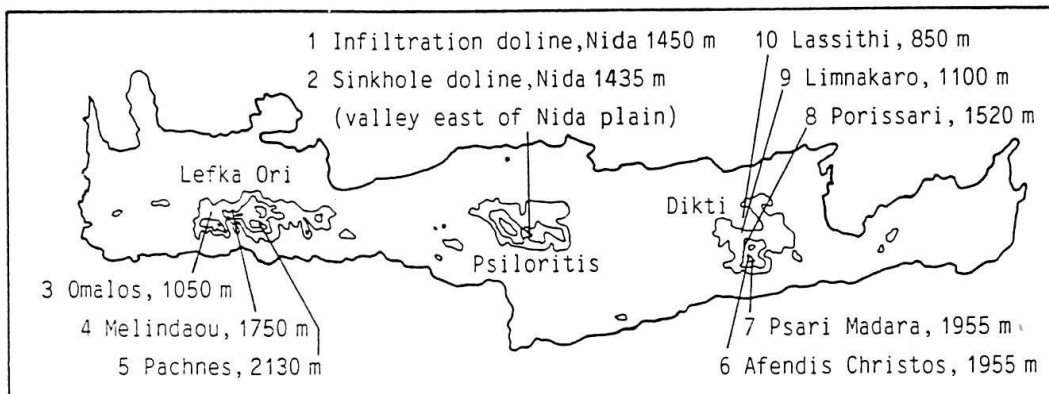 1 Infiltration doline,Nida 1450 m
2 Sinkhole doline,Nida 1435 m
(valley east of Nida plain)
10 Lassithi, 850 m
9 Limnakaro, 1100 m
8 Porissari, 1520 m
Lefka Ori
Psiloritis
Dikti
3 Omalos, 1050 m
4 Melindaou, 1750 m
5 Pachnes, 2130 m
7 Psari Madara, 1955 m
6 Afendis Christos, 1955 m